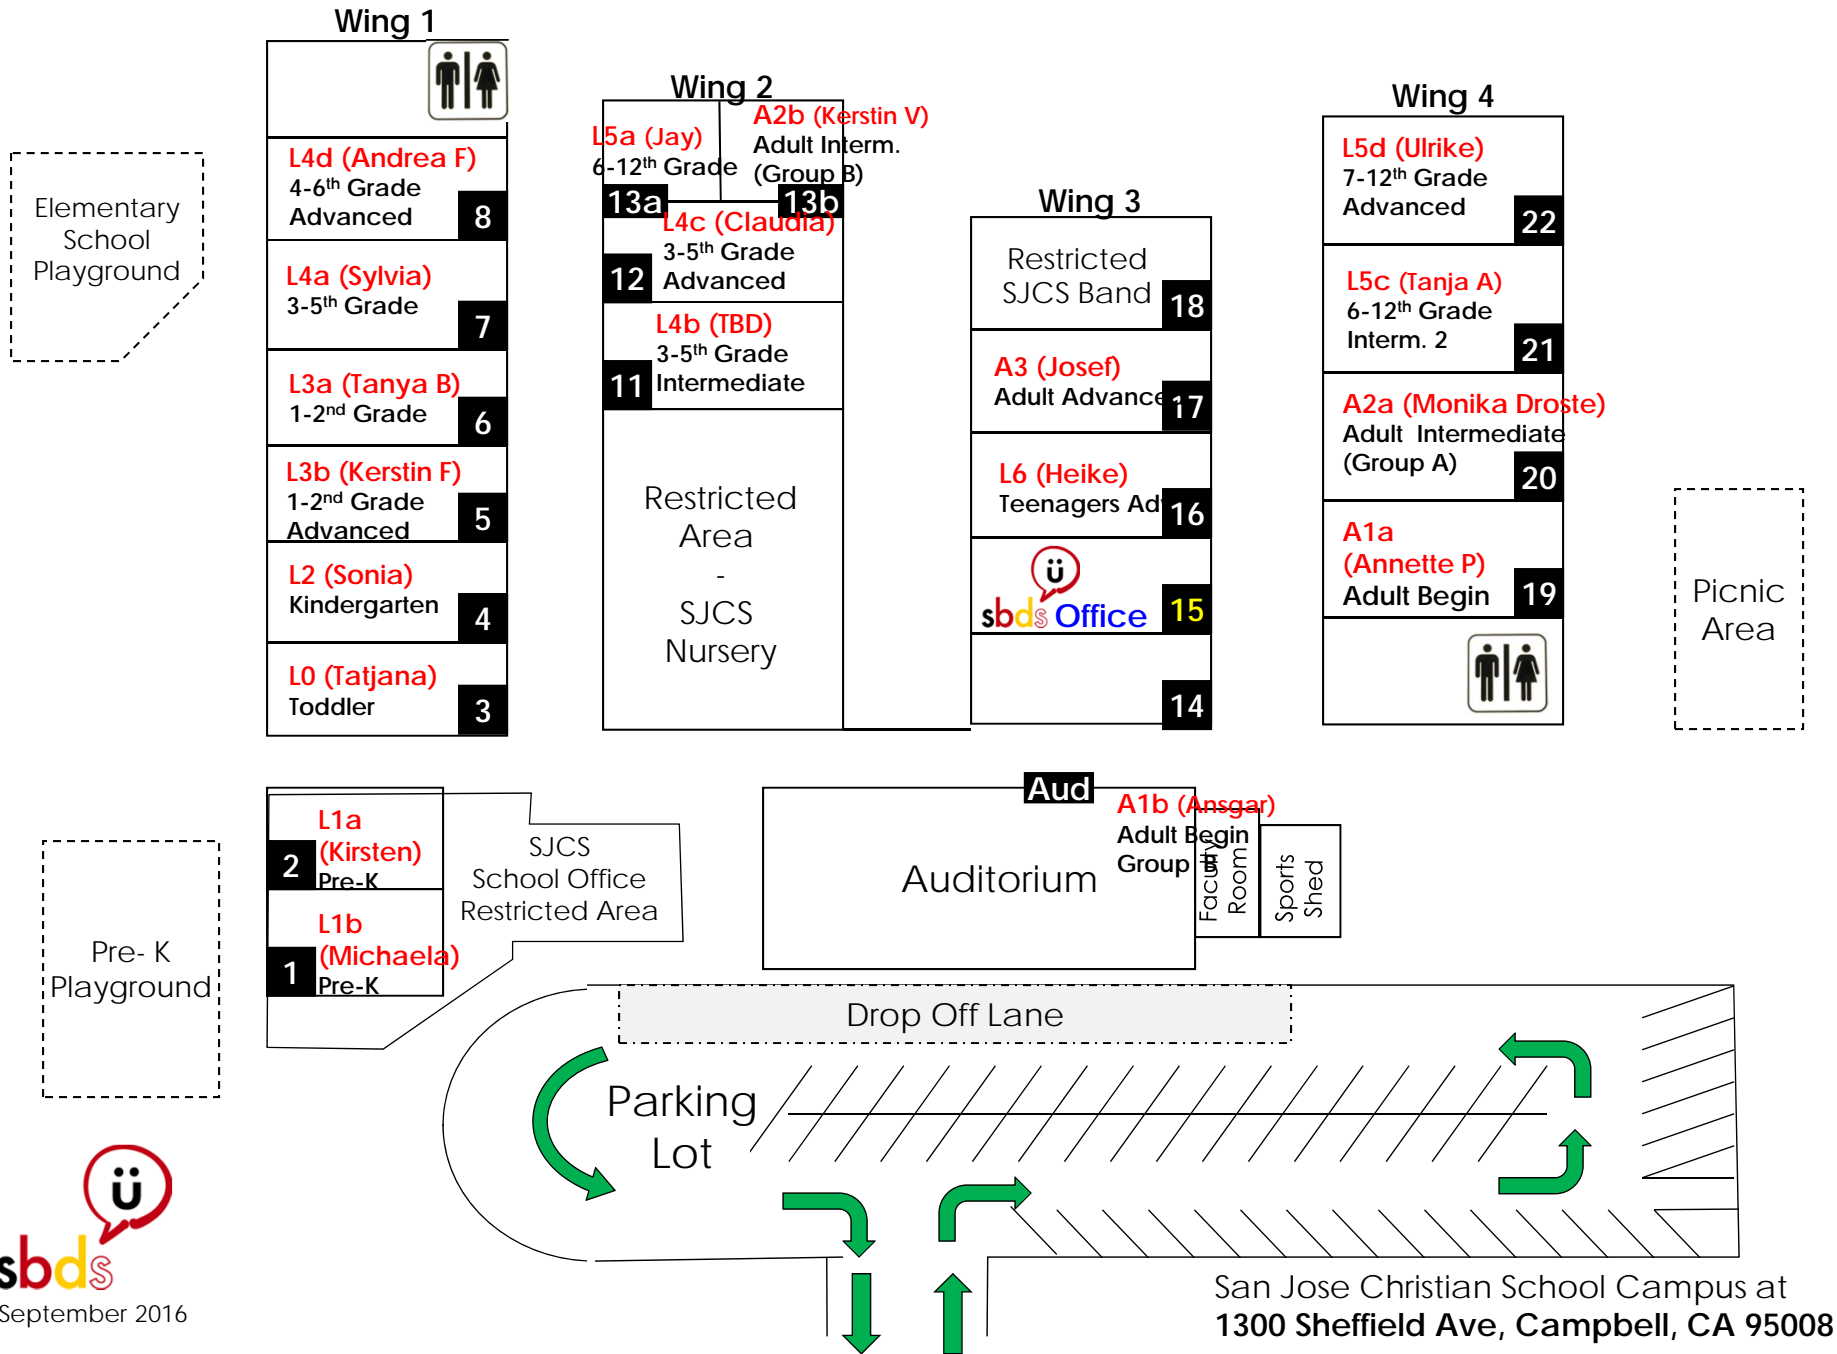 Wing 1
L4d (Andrea F)
4-6th Grade
Advanced
8
L4a (Sylvia)
3-5th Grade
7
L3a (Tanya B)
1-2nd Grade
6
L3b (Kerstin F)
1-2nd Grade
Advanced
5
L2 (Sonia)
Kindergarten
4
L0 (Tatjana)
Toddler
3
Elementary
School
Playground
Wing 2
L5a (Jay)
6-12th Grade
13a
A2b (Kerstin V)
Adult Interm.
(Group B)
13b
L4c (Claudia)
3-5th Grade
Advanced
12
L4b (TBD)
3-5th Grade
Intermediate
11
Restricted
Area
-
SJCS
Nursery
Wing 3
Restricted
SJCS Band
18
A3 (Josef)
Adult Advance
17
L6 (Heike)
Teenagers Ad
16
ü
sbds Office
15
14
Wing 4
L5d (Ulrike)
7-12th Grade
Advanced
22
L5c (Tanja A)
6-12th Grade
Interm. 2
21
A2a (Monika Droste)
Adult Intermediate
(Group A)
20
A1a
(Annette P)
Adult Begin
19
Picnic
Area
L1a
(Kirsten)
Pre-K
2
L1b
(Michaela)
Pre-K
1
SJCS
School Office
Restricted Area
Pre- K
Playground
Aud
Auditorium
A1b (Ansgar)
Adult Begin
Group B
Faculty
Room
Sports
Shed
Drop Off Lane
Parking
Lot
ü
sbds
September 2016
San Jose Christian School Campus at
1300 Sheffield Ave, Campbell, CA 95008